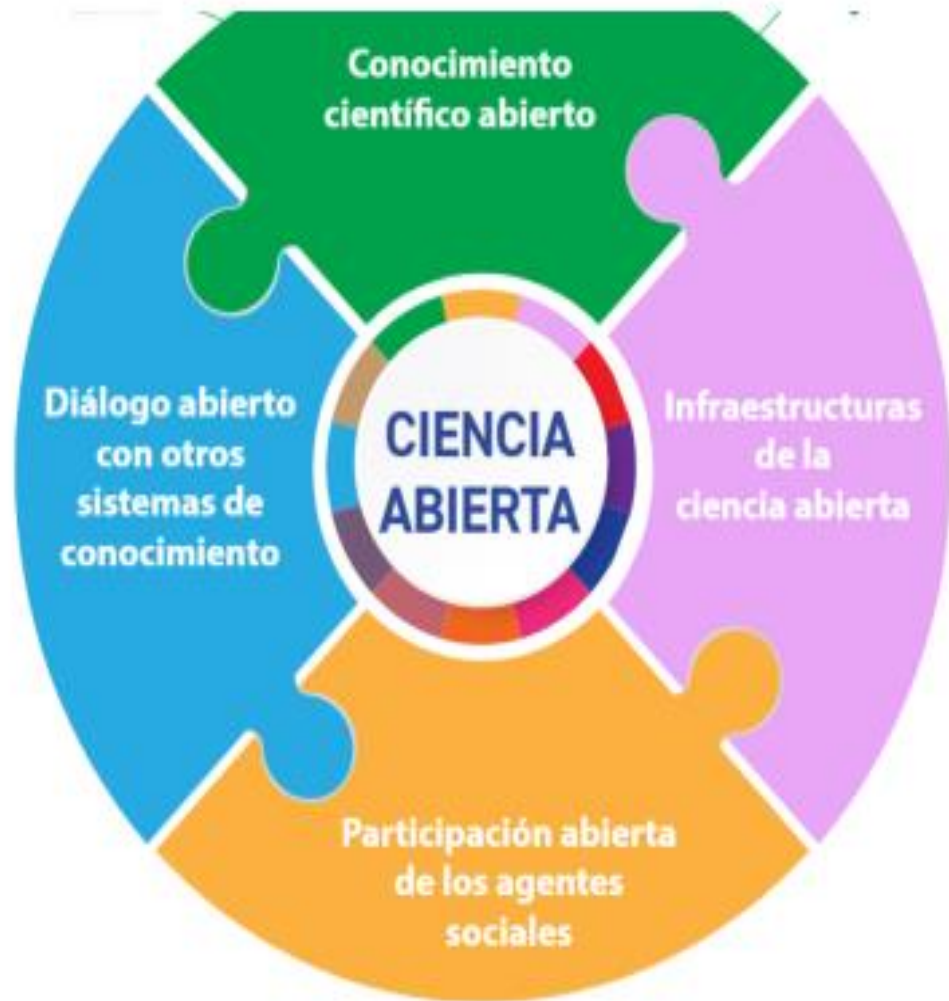 Conocimiento
científico abierto
Diálogo abierto
con otros
sistemas de
conocimiento
CIENCIA
ABIERTA
Infraestructuras
de la
ciencia abierta
Participación abierta
de los agentes
sociales